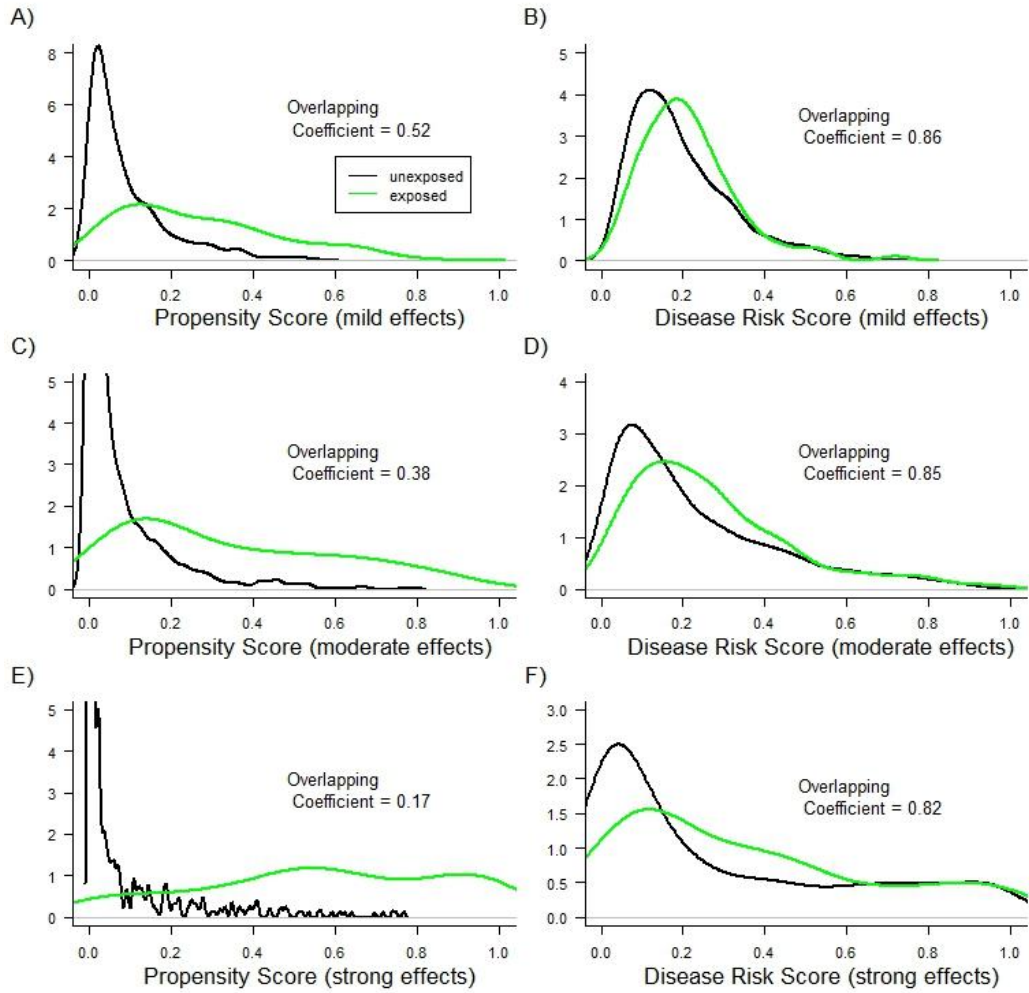 A)
8
6
4
2
0
Overlapping
Coefficient = 0.52
unexposed
exposed
0.0 0.2 0.4 0.6 0.8 1.0
Propensity Score (mild effects)
B)
5
4
3
2
1
0
Overlapping
Coefficient = 0.86
0.0 0.2 0.4 0.6 0.8 1.0
Disease Risk Score (mild effects)
C)
5
4
3
2
1
0
Overlapping
Coefficient = 0.38
0.0 0.2 0.4 0.6 0.8 1.0
Propensity Score (moderate effects)
D)
4
3
2
1
0
Overlapping
Coefficient = 0.85
0.0 0.2 0.4 0.6 0.8 1.0
Disease Risk Score (moderate effects)
E)
5
4
3
2
1
0
Overlapping
Coefficient = 0.17
0.0 0.2 0.4 0.6 0.8 1.0
Propensity Score (strong effects)
F)
3.0
2.5
2.0
1.5
1.0
0.5
0.0
Overlapping
Coefficient = 0.82
0.0 0.2 0.4 0.6 0.8 1.0
Disease Risk Score (strong effects)